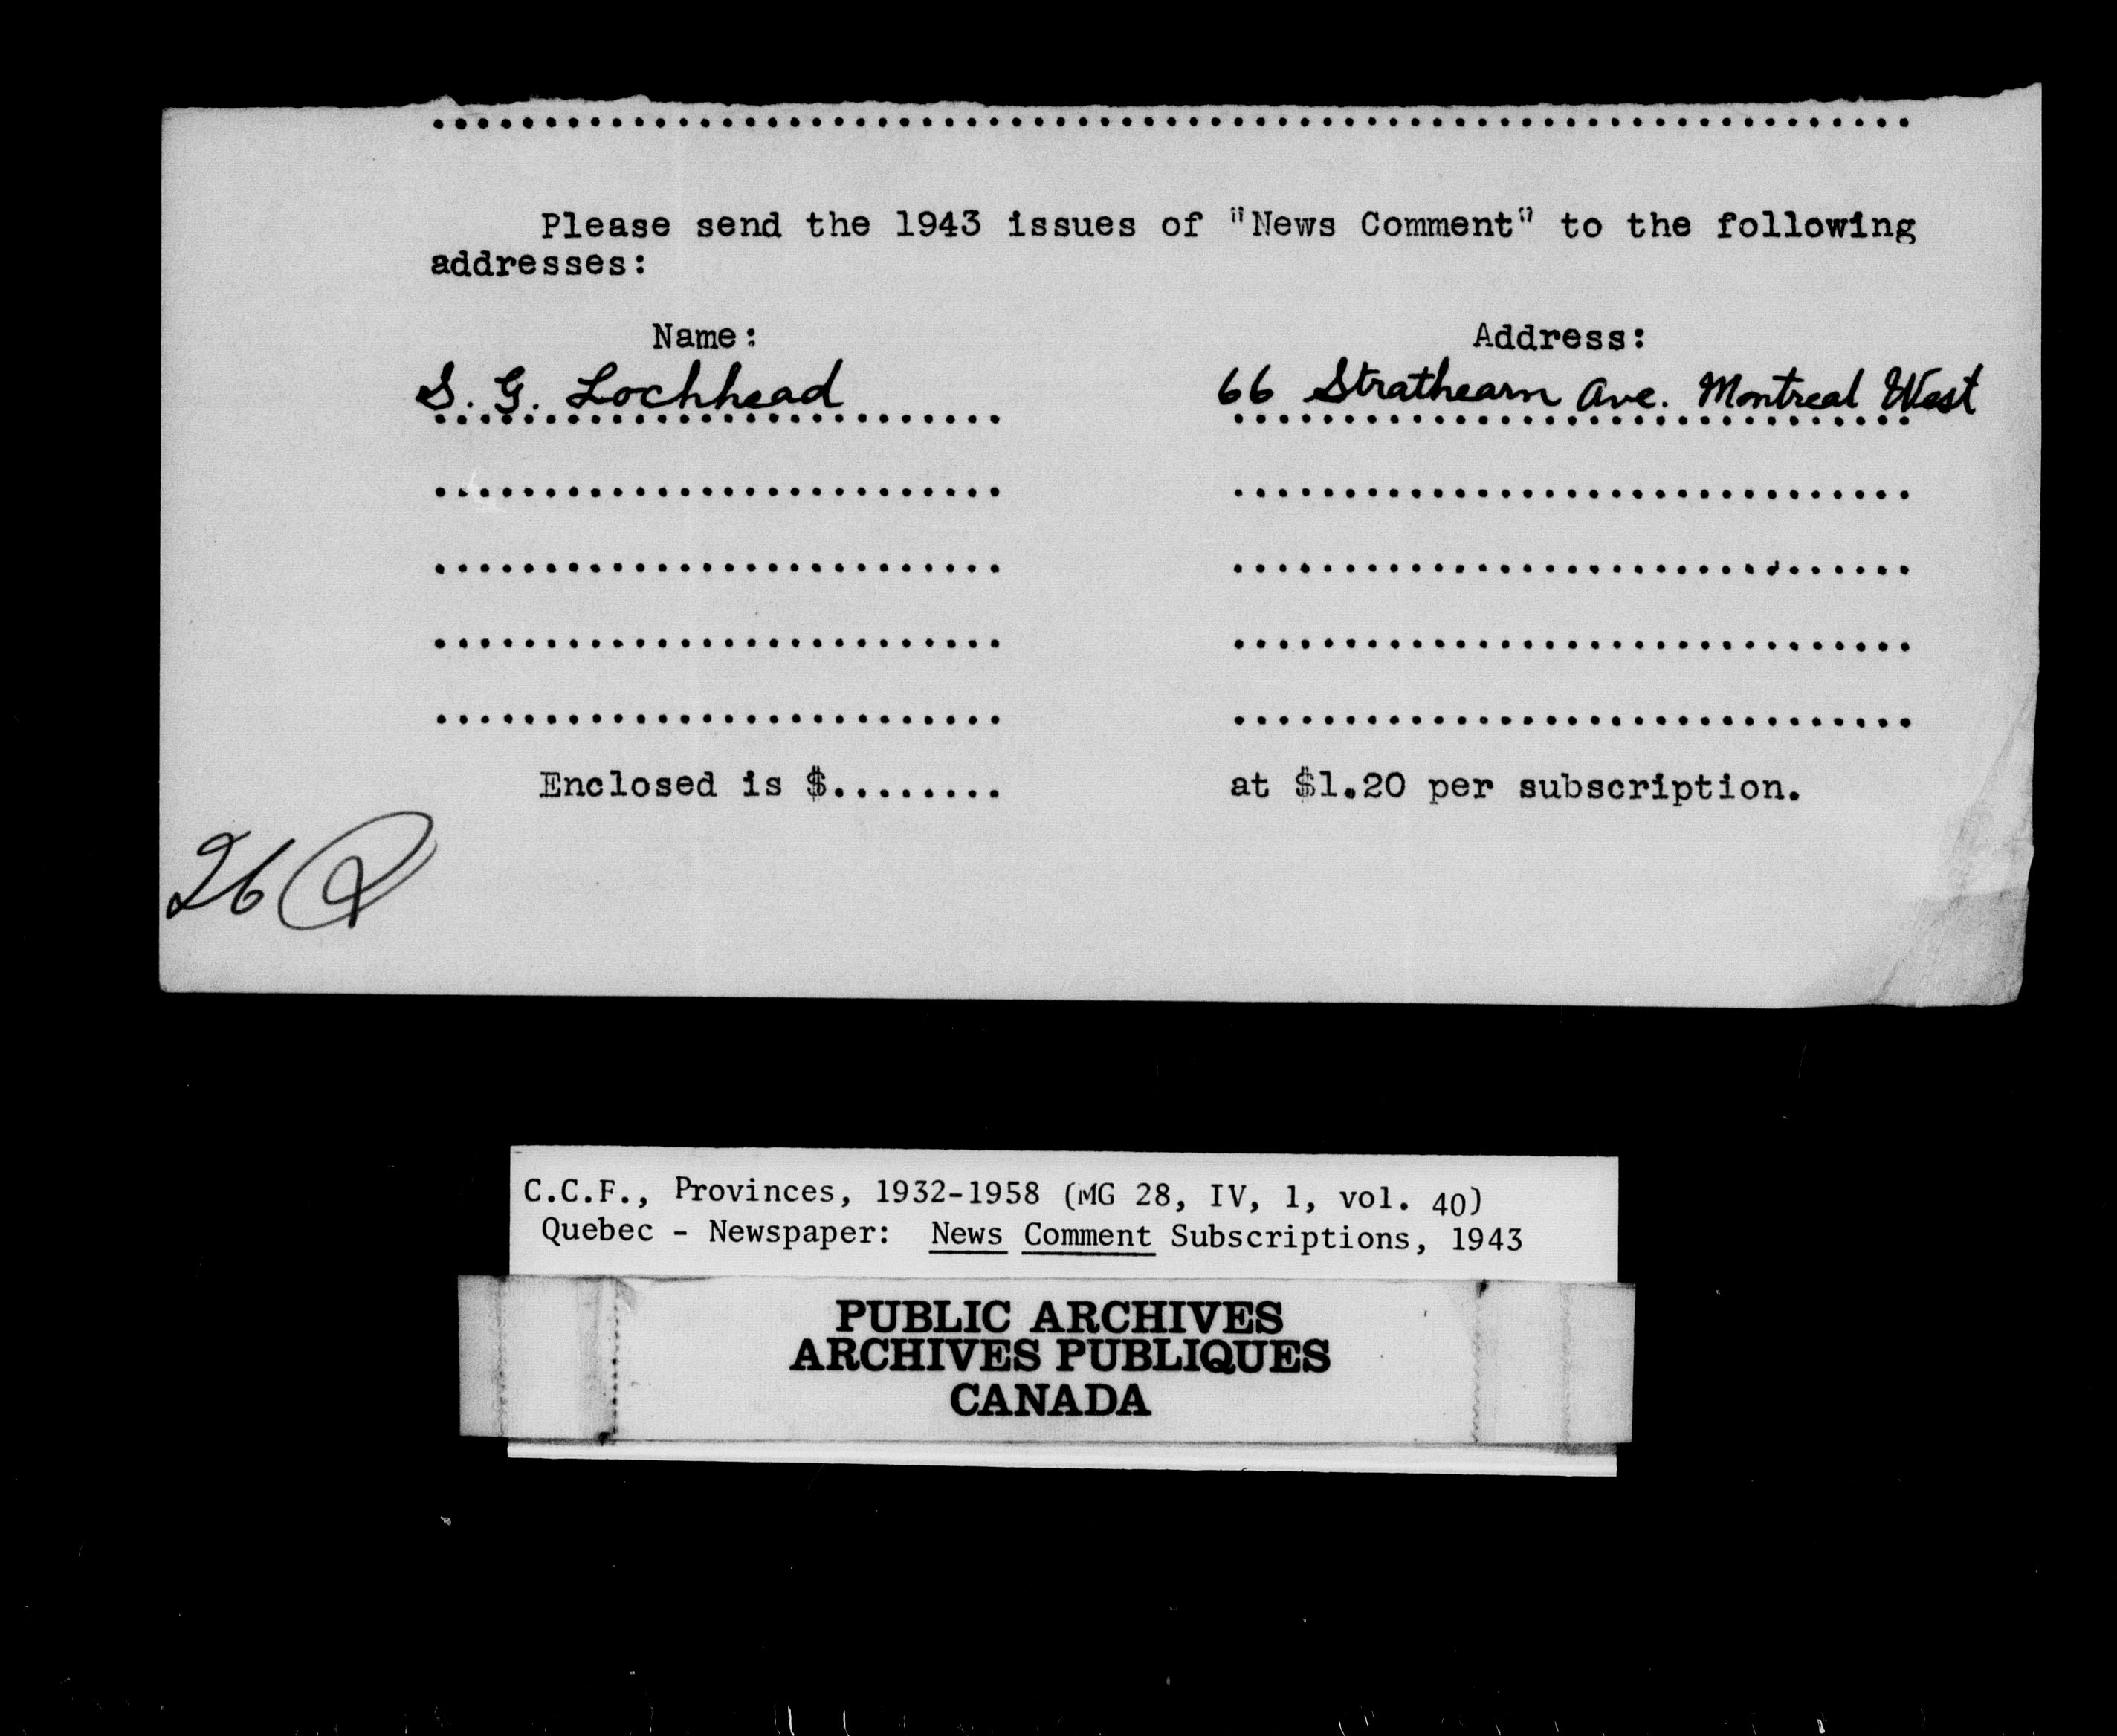 Please send the 1943 issues of "News Comment" to the following
addresses:
Name: Address:
S. G. Lochhead 66 Strathearn Ave. Montreal West
Enclosed is $........ at $1.20 per subscription.
26
C.C.F., Provinces, 1932-1958 (MG 28, IV, 1, vol. 40)
Quebec - Newspaper: News Comment Subscriptions, 1943
PUBLIC ARCHIVES
ARCHIVES PUBLIQUES
CANADA